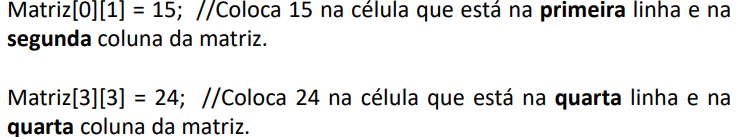 Matriz[0][1] = 15;  //Coloca 15 na célula que está na primeira linha e na
segunda coluna da matriz.
Matriz[3][3] = 24;  //Coloca 24 na célula que está na quarta linha e na
quarta coluna da matriz.